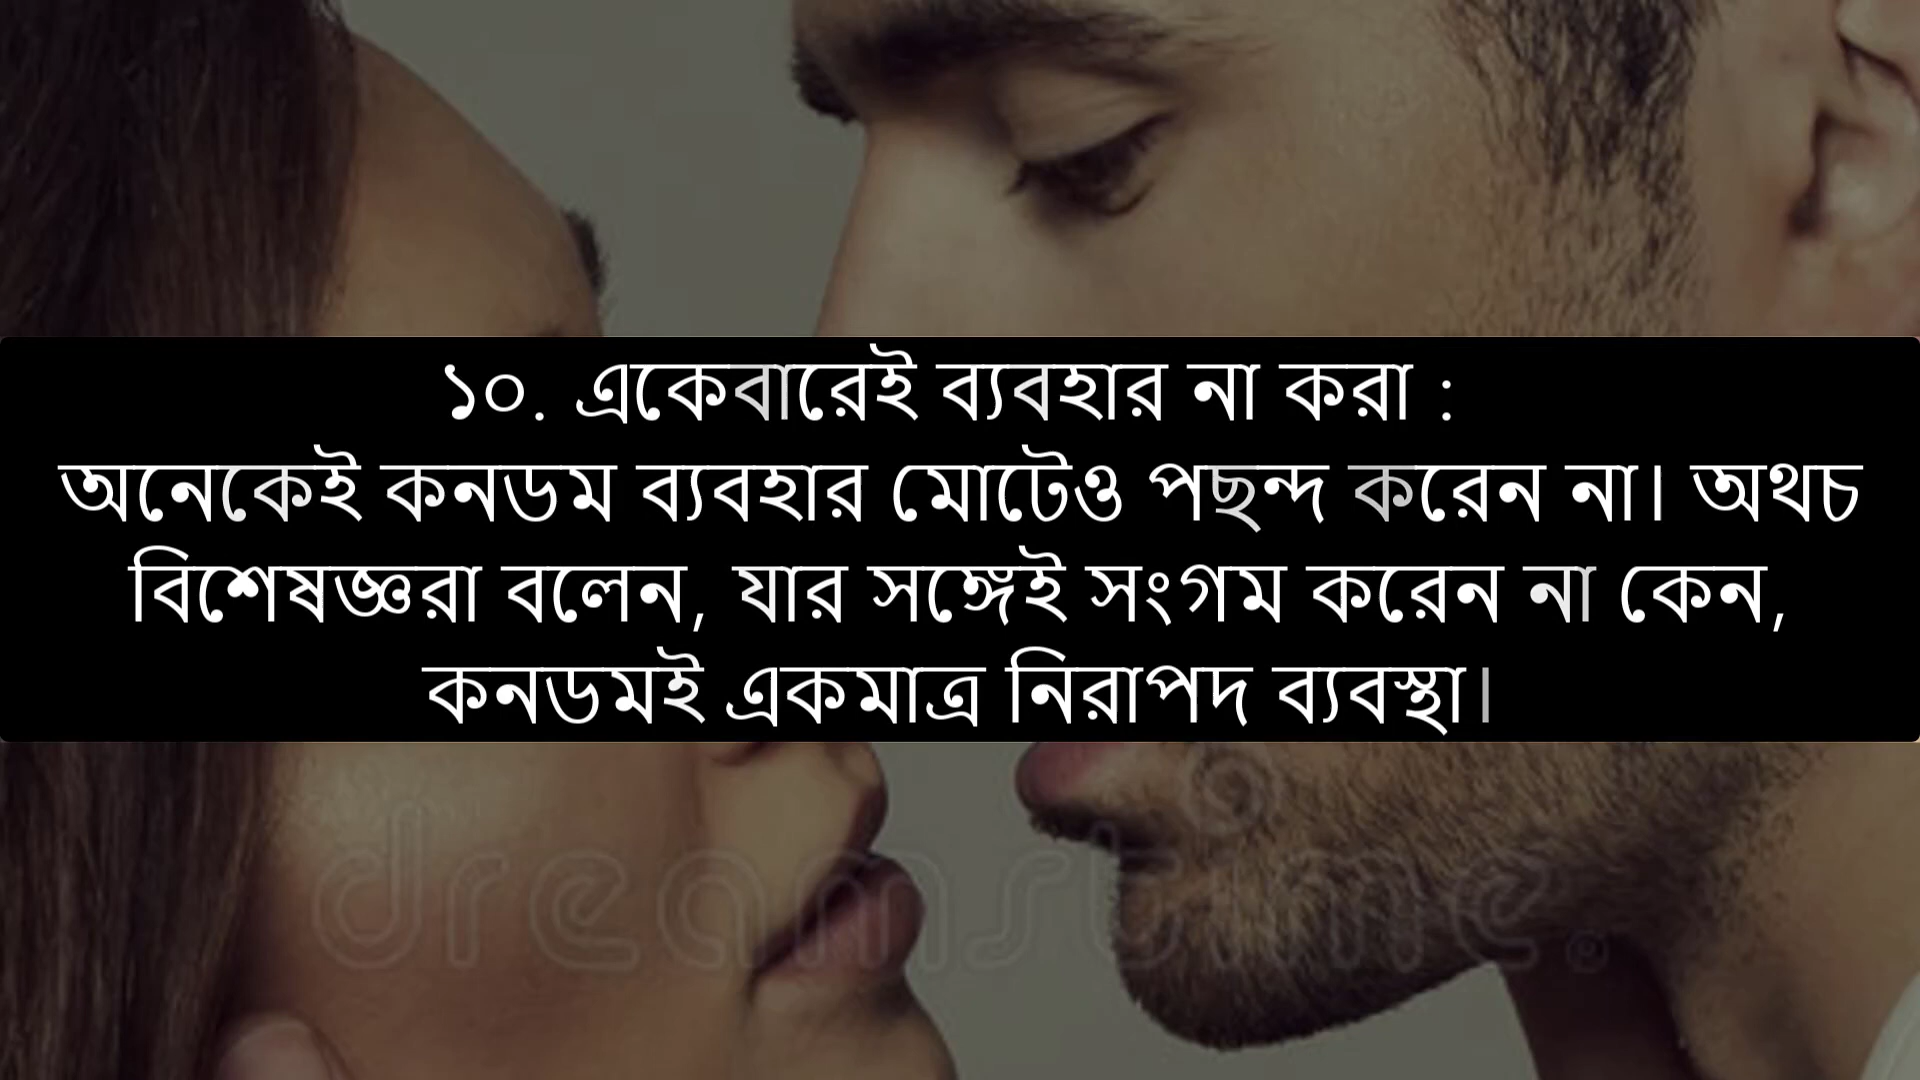 ১০. একেবারেই ব্যবহার না করা :
অনেকেই কনডম ব্যবহার মোটেও পছন্দ করেন না। অথচ
বিশেষজ্ঞরা বলেন, যার সঙ্গেই সংগম করেন না কেন,
কনডমই একমাত্র নিরাপদ ব্যবস্থা।
dreamstime®